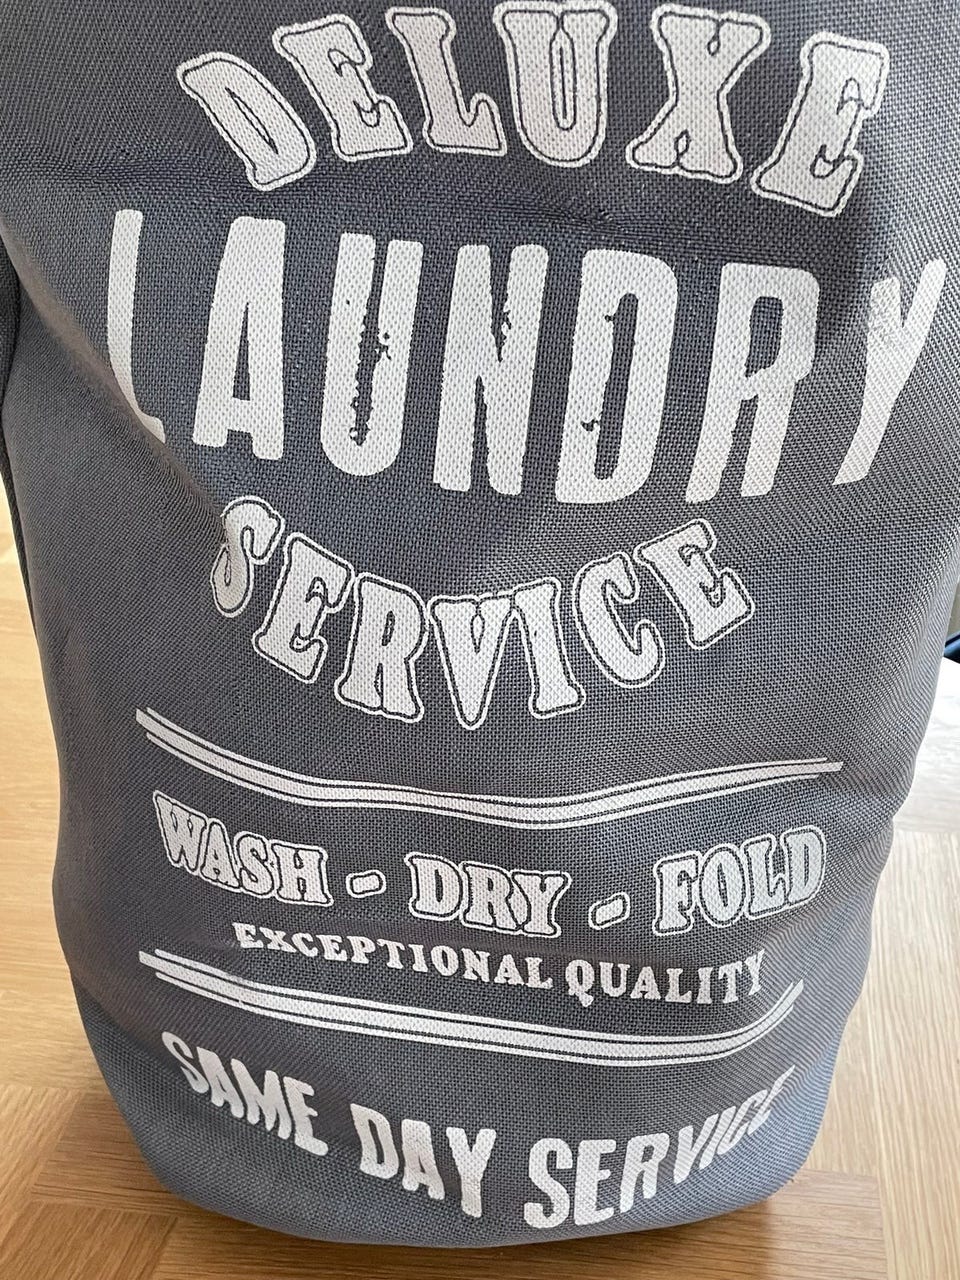 DELUXE
LAUNDRY
SERVICE
WASH - DRY - FOLD
EXCEPTIONAL QUALITY
SAME DAY SERVICE